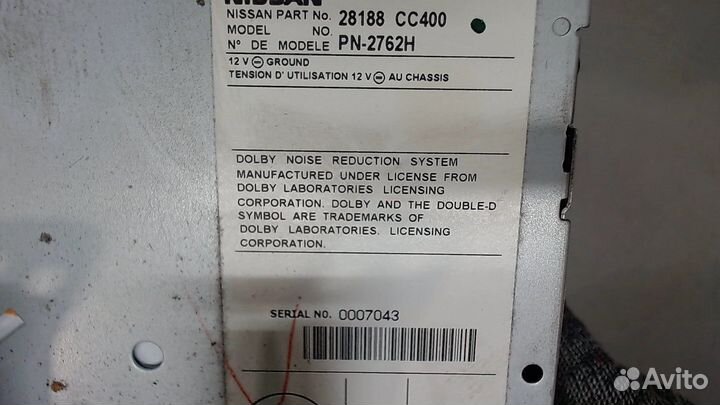 NISSAN
NISSAN PART No. 28188 CC400
MODEL NO.
N° DE MODELE PN-2762H
12 V ⊖ GROUND
TENSION D' UTILISATION 12 V ⊖ AU CHASSIS
DOLBY NOISE REDUCTION SYSTEM
MANUFACTURED UNDER LICENSE FROM
DOLBY LABORATORIES LICENSING
CORPORATION. DOLBY AND THE DOUBLE-D
SYMBOL ARE TRADEMARKS OF
DOLBY LABORATORIES. LICENSING
CORPORATION.
SERIAL NO. 0007043
Avito